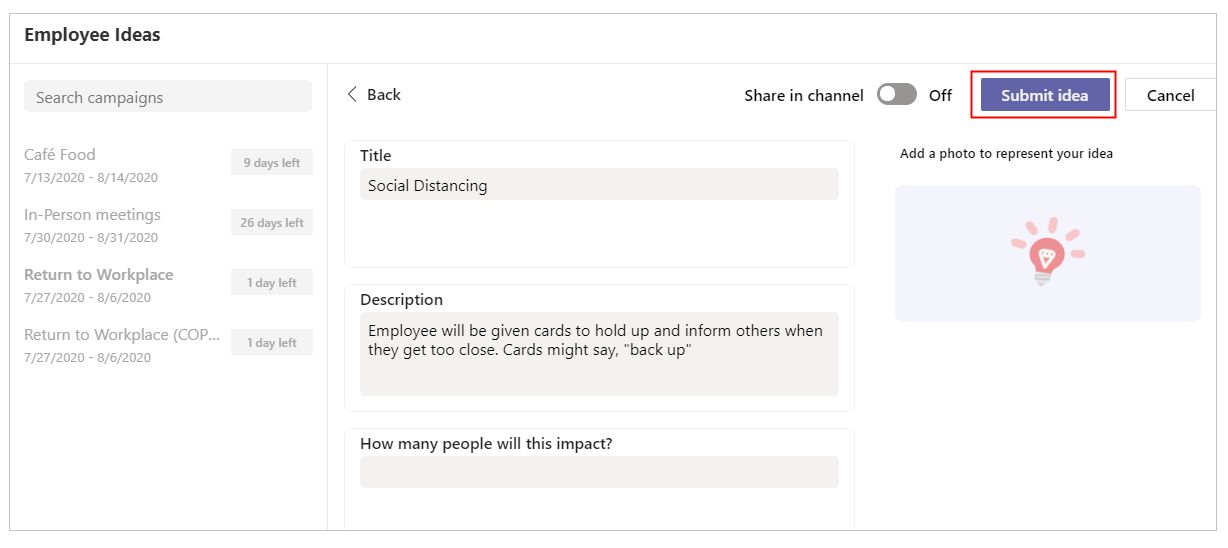 Employee Ideas
Search campaigns
Café Food
9 days left
7/13/2020 - 8/14/2020
In-Person meetings
26 days left
7/30/2020 - 8/31/2020
Return to Workplace
1 day left
7/27/2020 - 8/6/2020
Return to Workplace (COP...
1 day left
7/27/2020 - 8/6/2020
Back
Share in channel
Off
Submit idea
Cancel
Title
Social Distancing
Description
Employee will be given cards to hold up and inform others when
they get too close. Cards might say, "back up"
How many people will this impact?
Add a photo to represent your idea